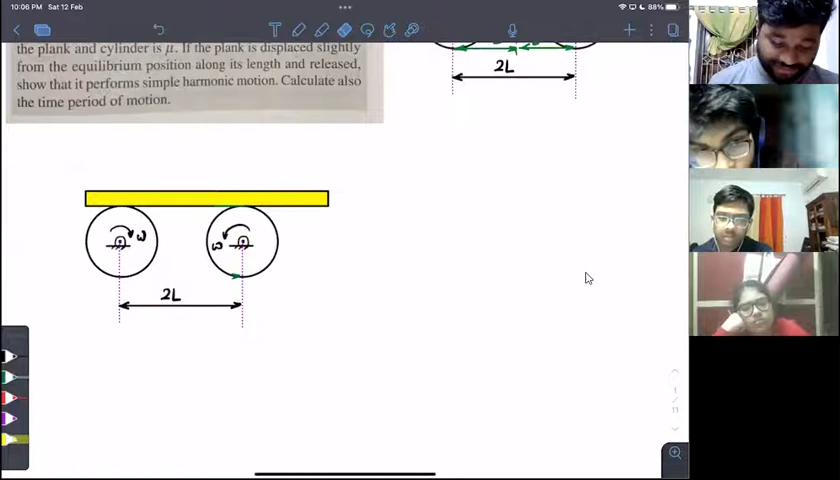 10:06 PM Sat 12 Feb
88%
the plank and cylinder is μ. If the plank is displaced slightly
from the equilibrium position along its length and released,
show that it performs simple harmonic motion. Calculate also
the time period of motion.
2L
ω
ω
2L
1
/
11